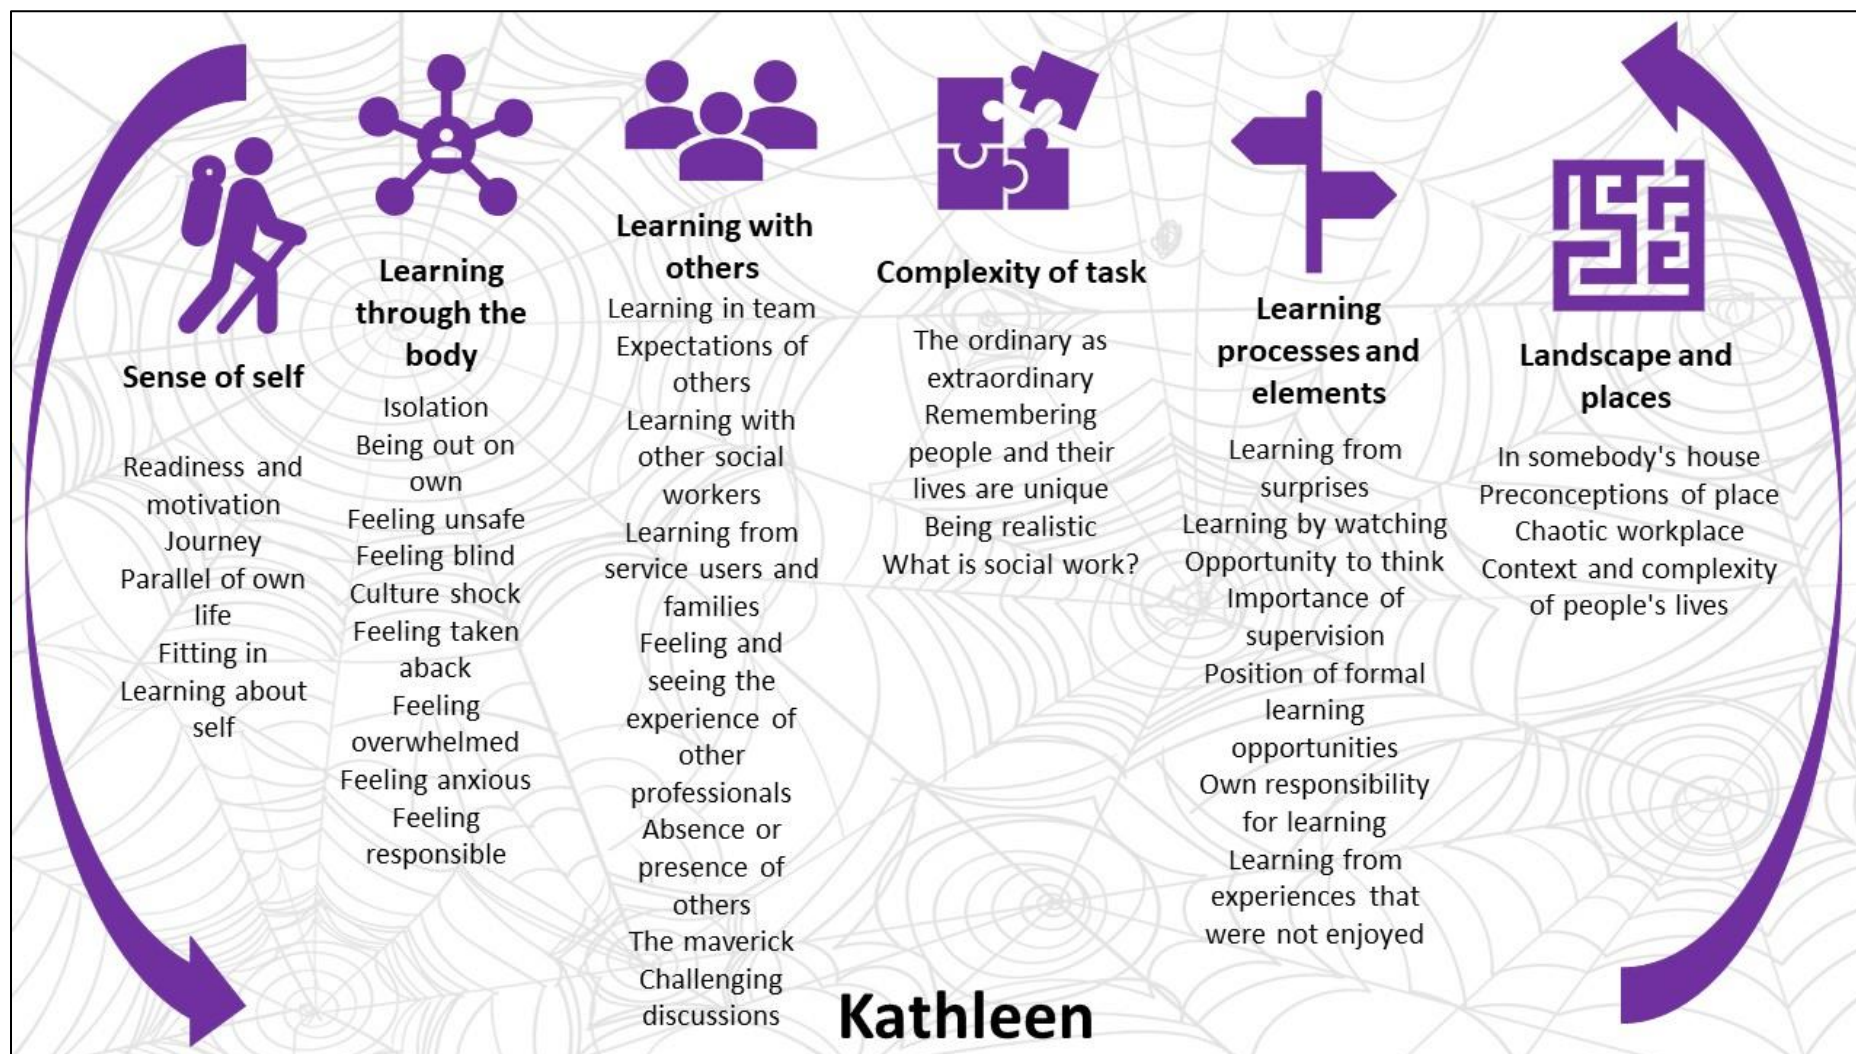 Sense of self
Readiness and
motivation
Journey
Parallel of own
life
Fitting in
Learning about
self
Learning
through the
body
Isolation
Being out on
own
Feeling unsafe
Feeling blind
Culture shock
Feeling taken
aback
Feeling
overwhelmed
Feeling anxious
Feeling
responsible
Learning with
others
Learning in team
Expectations of
others
Learning with
other social
workers
Learning from
service users and
families
Feeling and
seeing the
experience of
other
professionals
Absence or
presence of
others
The maverick
Challenging
discussions
Complexity of task
The ordinary as
extraordinary
Remembering
people and their
lives are unique
Being realistic
What is social work?
Learning
processes and
elements
Learning from
surprises
Learning by watching
Opportunity to think
Importance of
supervision
Position of formal
learning
opportunities
Own responsibility
for learning
Learning from
experiences that
were not enjoyed
Landscape and
places
In somebody's house
Preconceptions of place
Chaotic workplace
Context and complexity
of people's lives
Kathleen